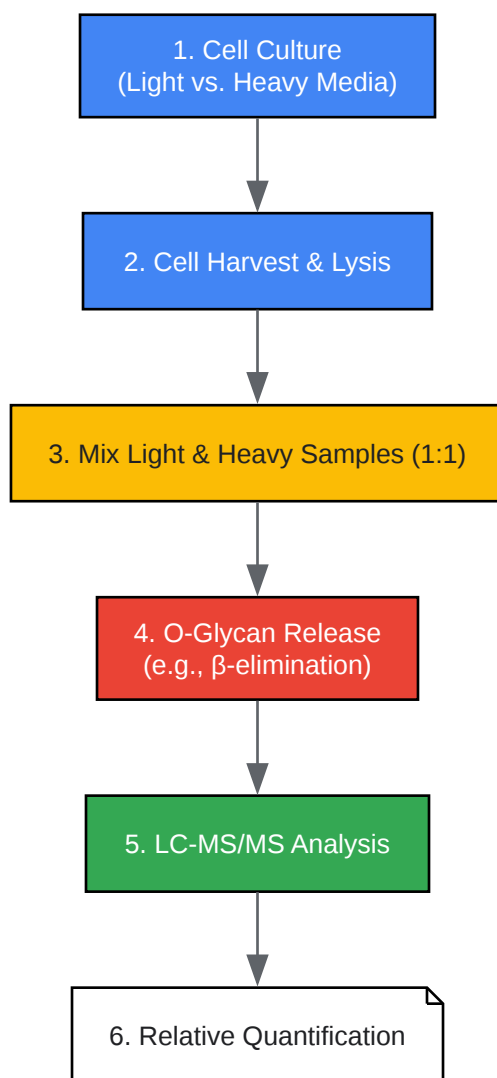 1. Cell Culture
(Light vs. Heavy Media)
2. Cell Harvest & Lysis
3. Mix Light & Heavy Samples (1:1)
4. O-Glycan Release
(e.g., β-elimination)
5. LC-MS/MS Analysis
6. Relative Quantification